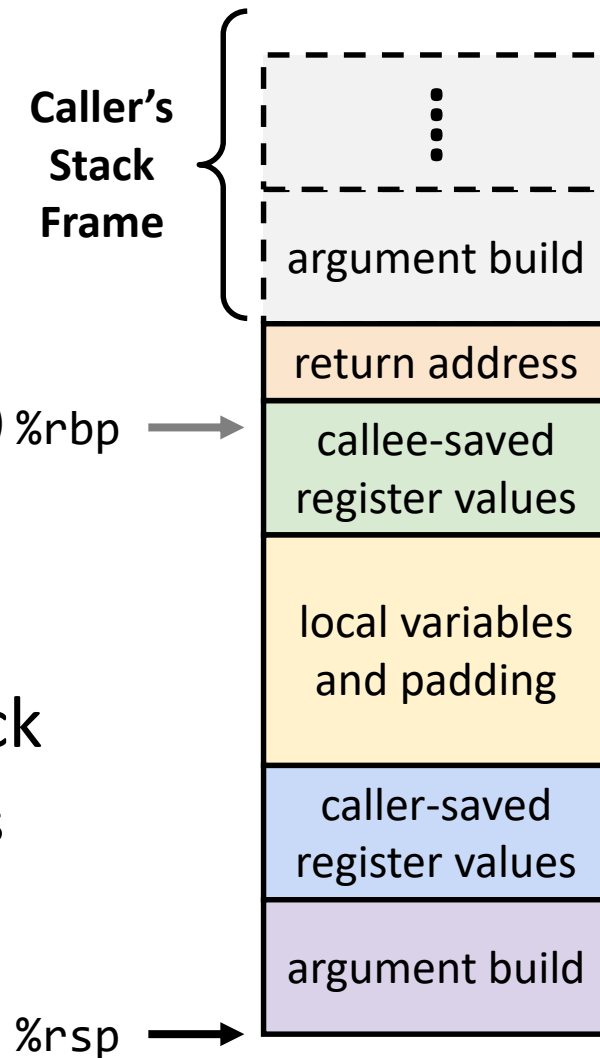 Caller’s
Stack
Frame
⋮
argument build
return address
) %rbp
callee-saved
register values
local variables
and padding
ck
s
caller-saved
register values
argument build
%rsp